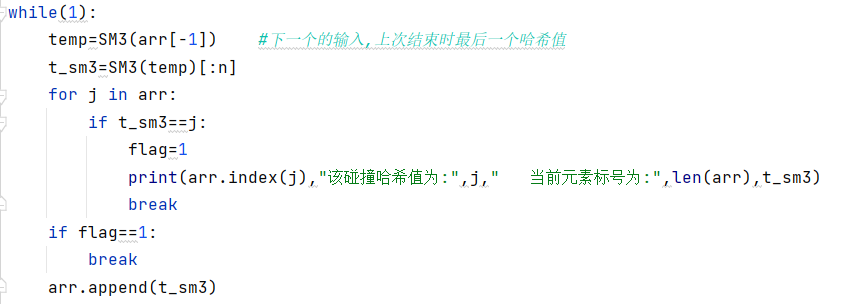 while(1):
    temp=SM3(arr[-1])    #下一个的输入,上次结束时最后一个哈希值
    t_sm3=SM3(temp)[:n]
    for j in arr:
        if t_sm3==j:
            flag=1
            print(arr.index(j),"该碰撞哈希值为:",j,"   当前元素标号为:",len(arr),t_sm3)
            break
    if flag==1:
        break
    arr.append(t_sm3)